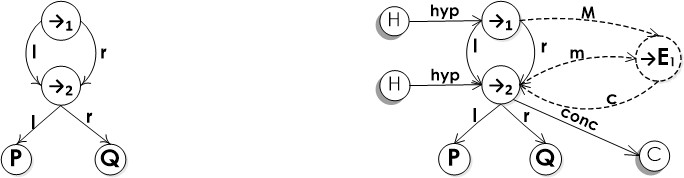 →1 H hyp →1 M
l r l r m →E1
→2 H hyp →2 c
l r l r conc
P Q P Q C